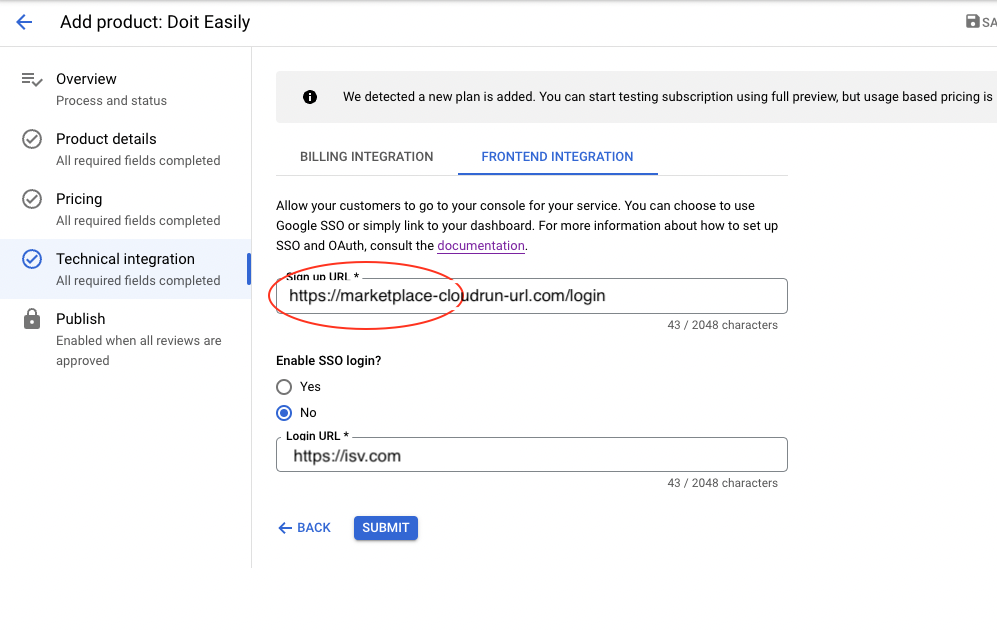 Add product: Doit Easily
SA
Overview
Process and status
Product details
All required fields completed
Pricing
All required fields completed
Technical integration
All required fields completed
Publish
Enabled when all reviews are
approved
We detected a new plan is added. You can start testing subscription using full preview, but usage based pricing is
BILLING INTEGRATION
FRONTEND INTEGRATION
Allow your customers to go to your console for your service. You can choose to use
Google SSO or simply link to your dashboard. For more information about how to set up
SSO and OAuth, consult the documentation.
Sign up URL *
https://marketplace-cloudrun-url.com/login
43 / 2048 characters
Enable SSO login?
Yes
No
Login URL *
https://isv.com
43 / 2048 characters
BACK
SUBMIT